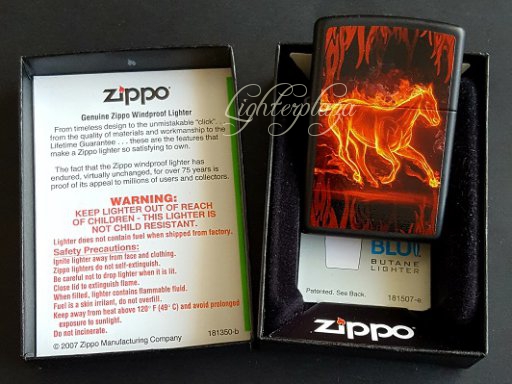 zippo
Genuine Zippo Windproof Lighter
From timeless design to the unmistakable "click". . .
from the quality of materials and workmanship to the
Lifetime Guarantee . . . these are the features that
make a Zippo lighter so satisfying to own.
The fact that the Zippo windproof lighter has
endured, virtually unchanged, for over 75 years is
proof of its appeal to millions of users and collectors.
WARNING:
KEEP LIGHTER OUT OF REACH
OF CHILDREN - THIS LIGHTER IS
NOT CHILD RESISTANT.
Lighter does not contain fuel when shipped from factory.
Safety Precautions:
Ignite lighter away from face and clothing.
Zippo lighters do not self-extinguish.
Be careful not to drop lighter when it is lit.
Close lid to extinguish flame.
When filled, lighter contains flammable fluid.
Fuel is a skin irritant, do not overfill.
Keep away from heat above 120° F (49° C) and avoid prolonged
exposure to sunlight.
Do not incinerate.
181350-b
© 2007 Zippo Manufacturing Company
Lighterplaza
BLU
BUTANE
LIGHTER
Patented. See Back.
181507-e
zippo